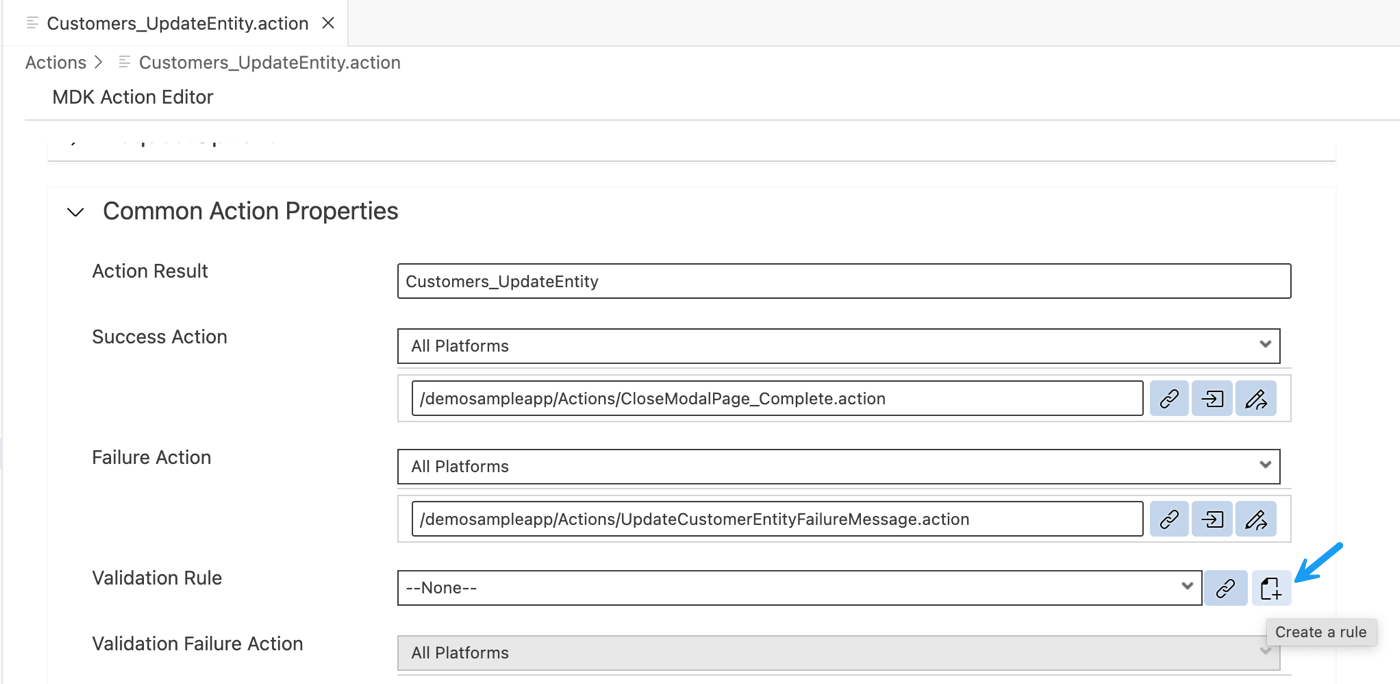 Customers_UpdateEntity.action
Actions > Customers_UpdateEntity.action
MDK Action Editor
Common Action Properties
Action Result
Customers_UpdateEntity
Success Action
All Platforms
/demosampleapp/Actions/CloseModalPage_Complete.action
Failure Action
All Platforms
/demosampleapp/Actions/UpdateCustomerEntityFailureMessage.action
Validation Rule
--None--
Create a rule
Validation Failure Action
All Platforms